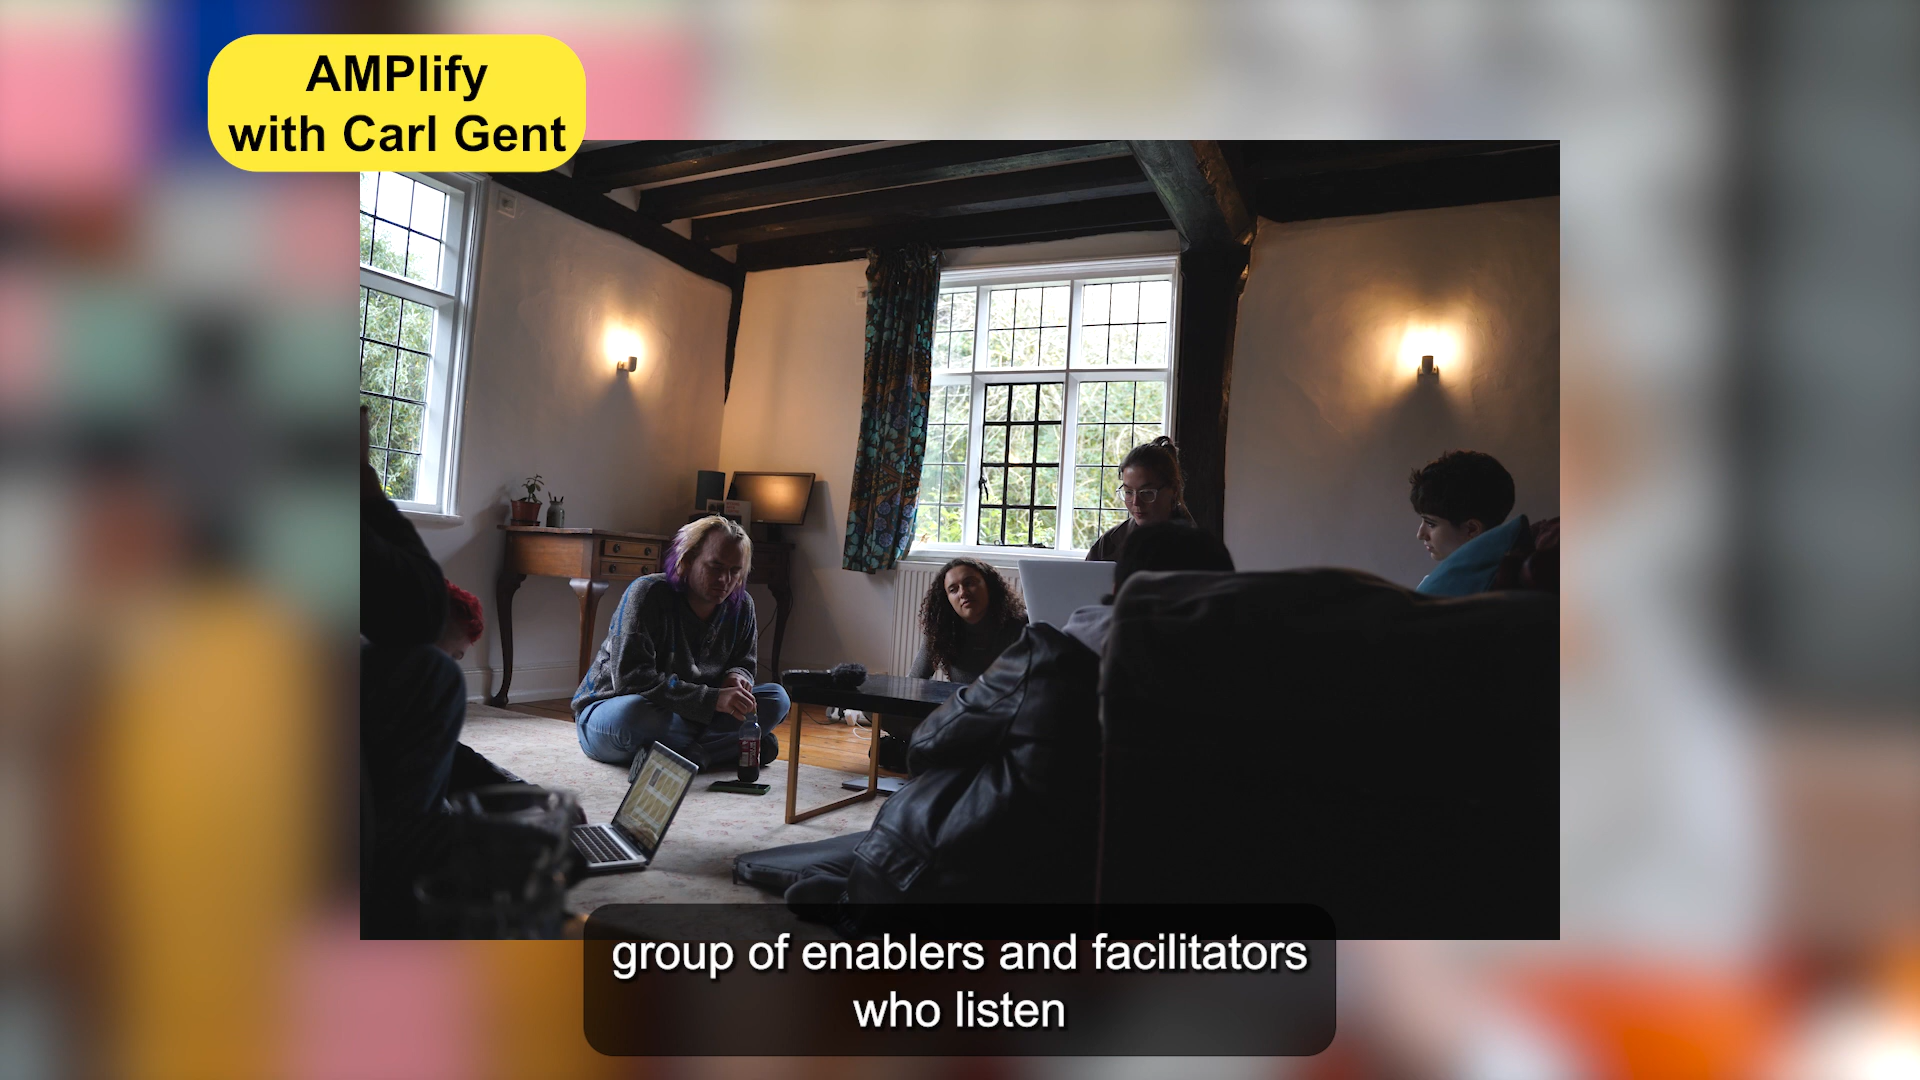 AMPlify
with Carl Gent
group of enablers and facilitators
who listen